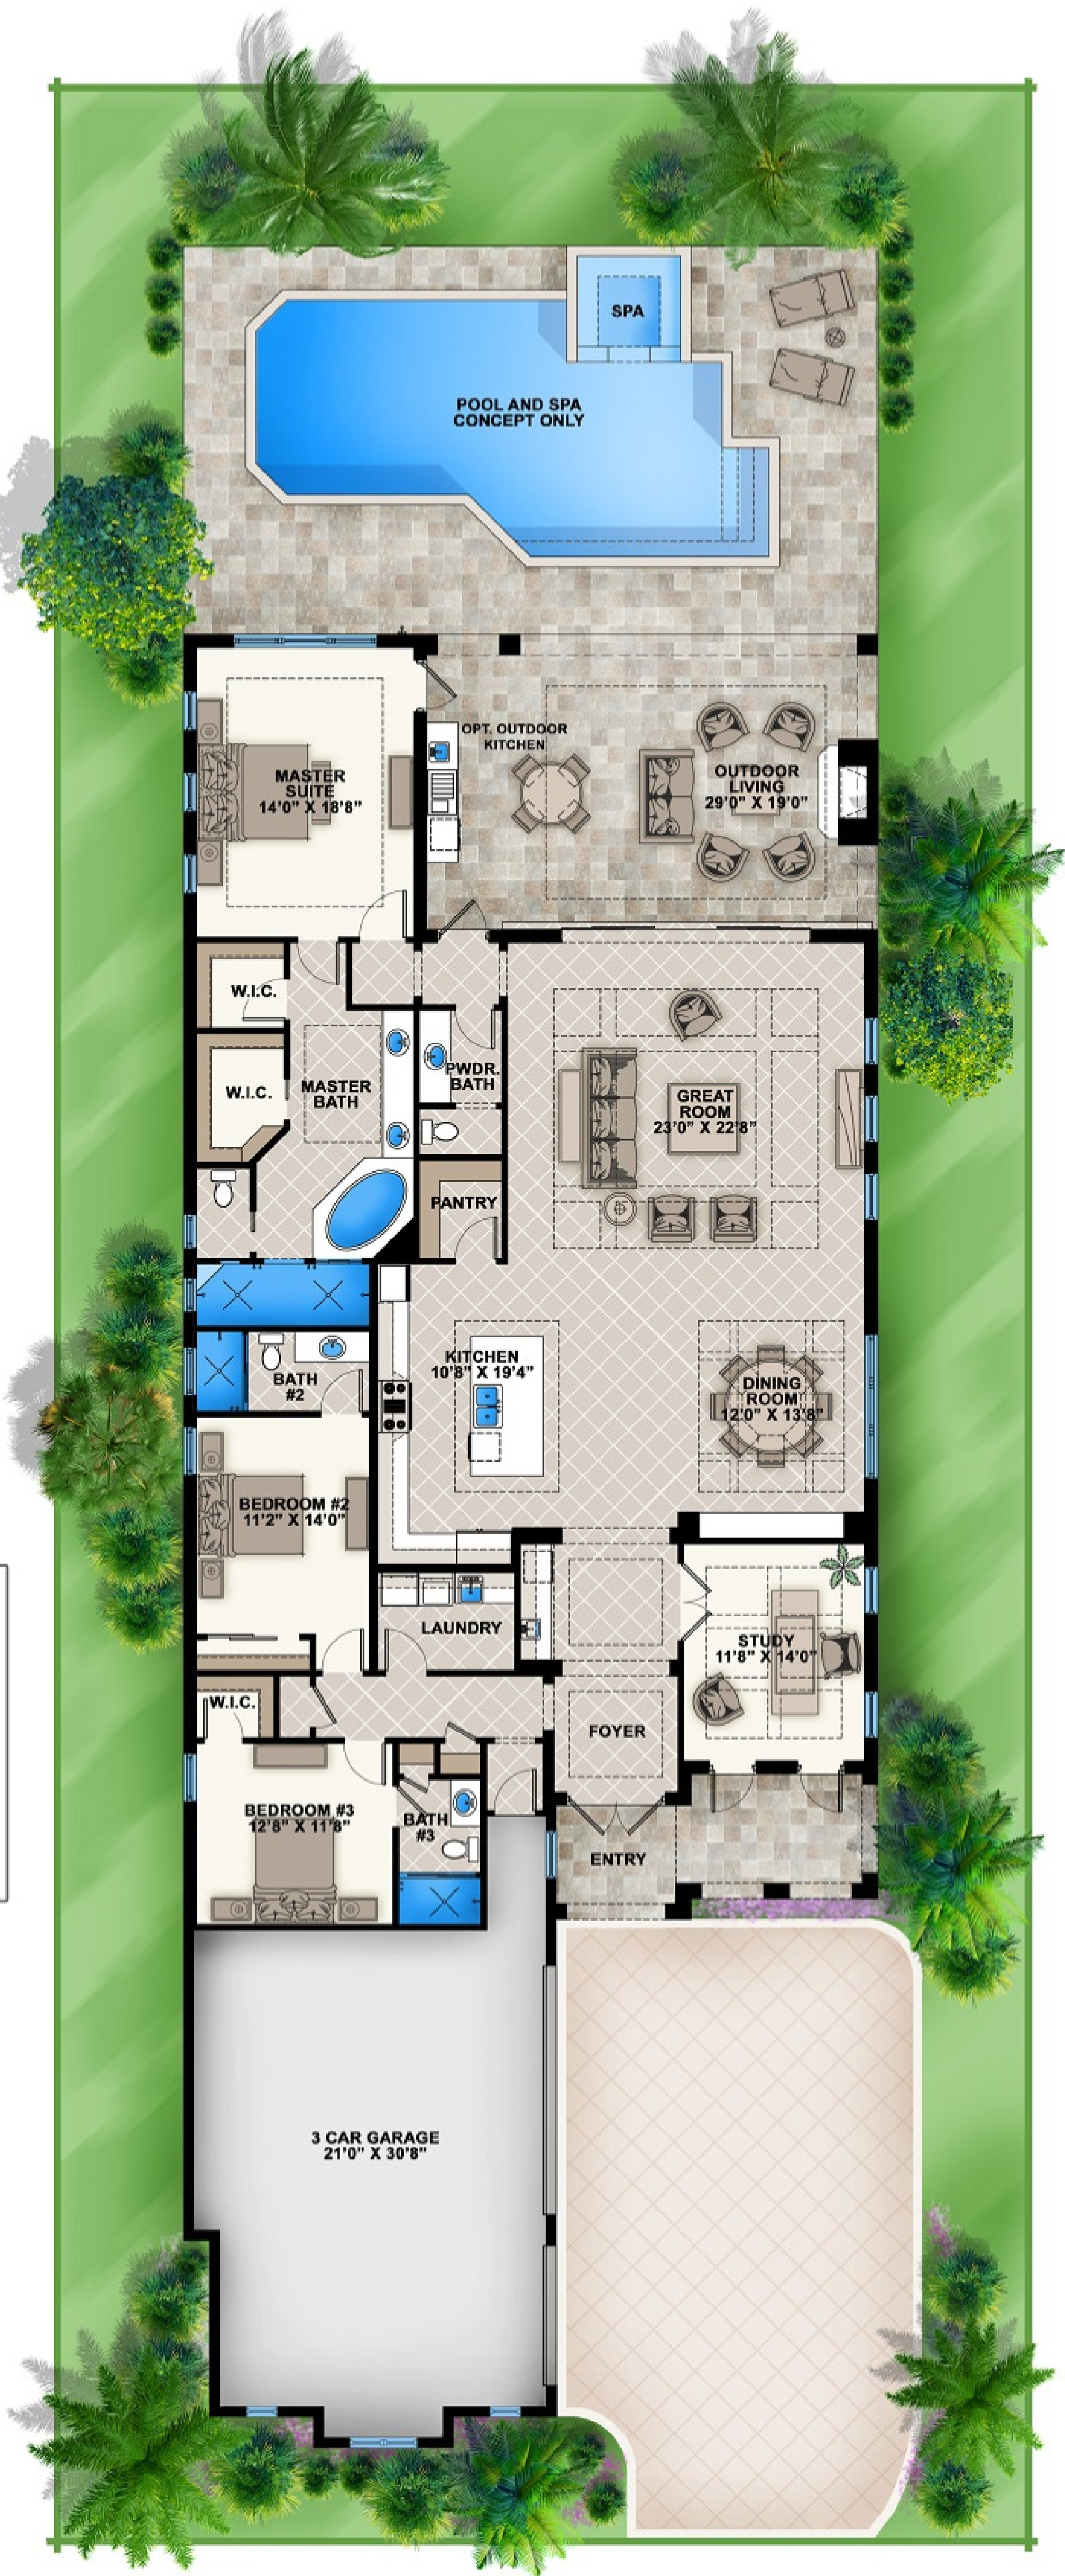 SPA
POOL AND SPA
CONCEPT ONLY
OPT. OUTDOOR
KITCHEN
MASTER
SUITE
14'0" X 18'8"
OUTDOOR
LIVING
29'0" X 19'0"
W.I.C.
W.I.C.
MASTER
BATH
PWDR.
BATH
GREAT
ROOM
23'0" X 22'8"
PANTRY
KITCHEN
10'8" X 19'4"
BATH
#2
DINING
ROOM
12'0" X 13'8"
BEDROOM #2
11'2" X 14'0"
LAUNDRY
STUDY
11'8" X 14'0"
W.I.C.
FOYER
BEDROOM #3
12'8" X 11'8"
BATH
#3
ENTRY
3 CAR GARAGE
21'0" X 30'8"